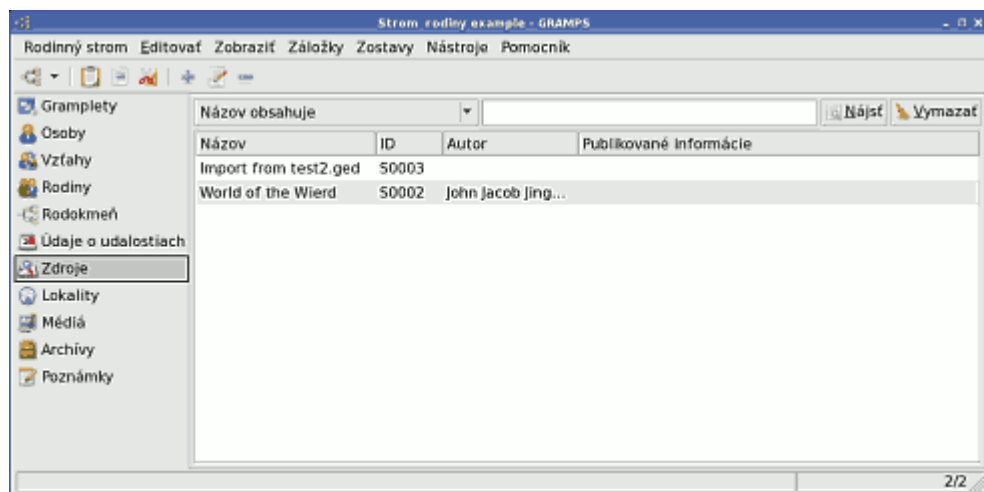 Strom rodiny example - GRAMPS
Rodinný strom Editovať Zobraziť Záložky Zostavy Nástroje Pomocník
Gramplety
Osoby
Vzťahy
Rodiny
Rodokmeň
Údaje o udalostiach
Zdroje
Lokality
Médiá
Archívy
Poznámky
Názov obsahuje Nájsť Vymazať
Názov ID Autor Publikované informácie
Import from test2.ged S0003
World of the Wierd S0002 John Jacob Jing...
2/2